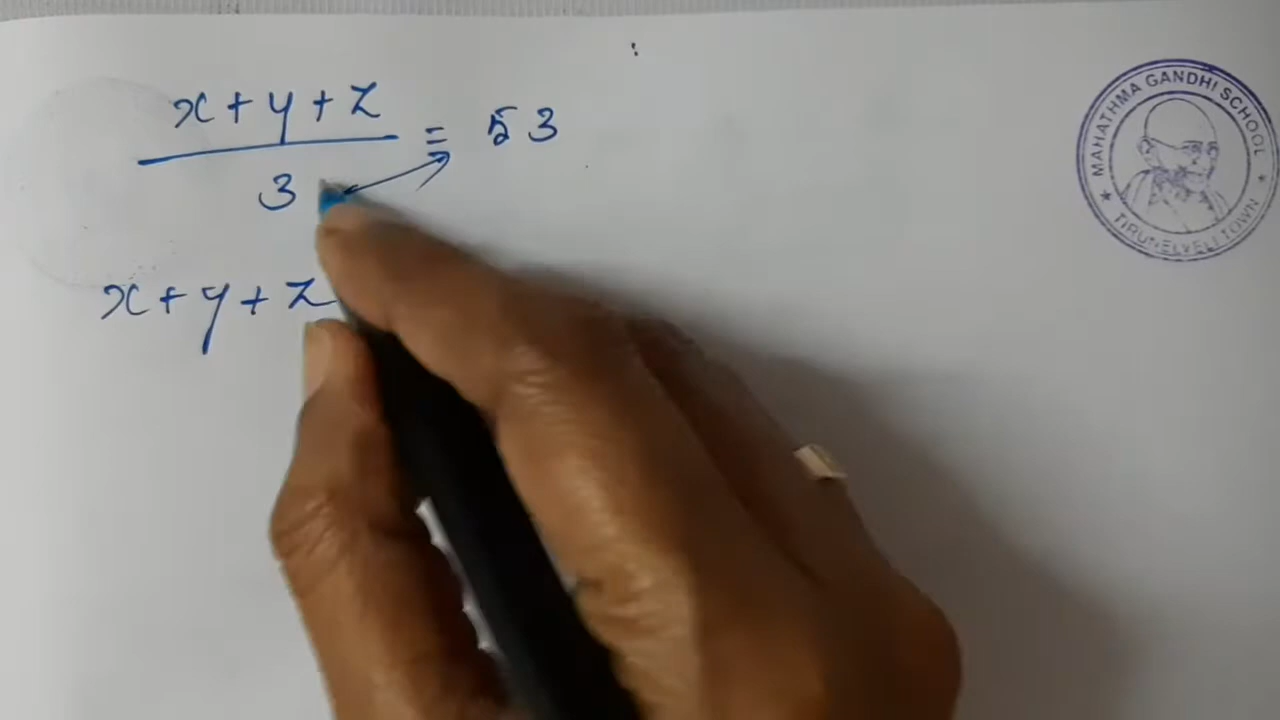 x + y + z
3
= 53
x + y + z
MAHATHMA GANDHI SCHOOL
★ TIRUNELVELI TOWN ★